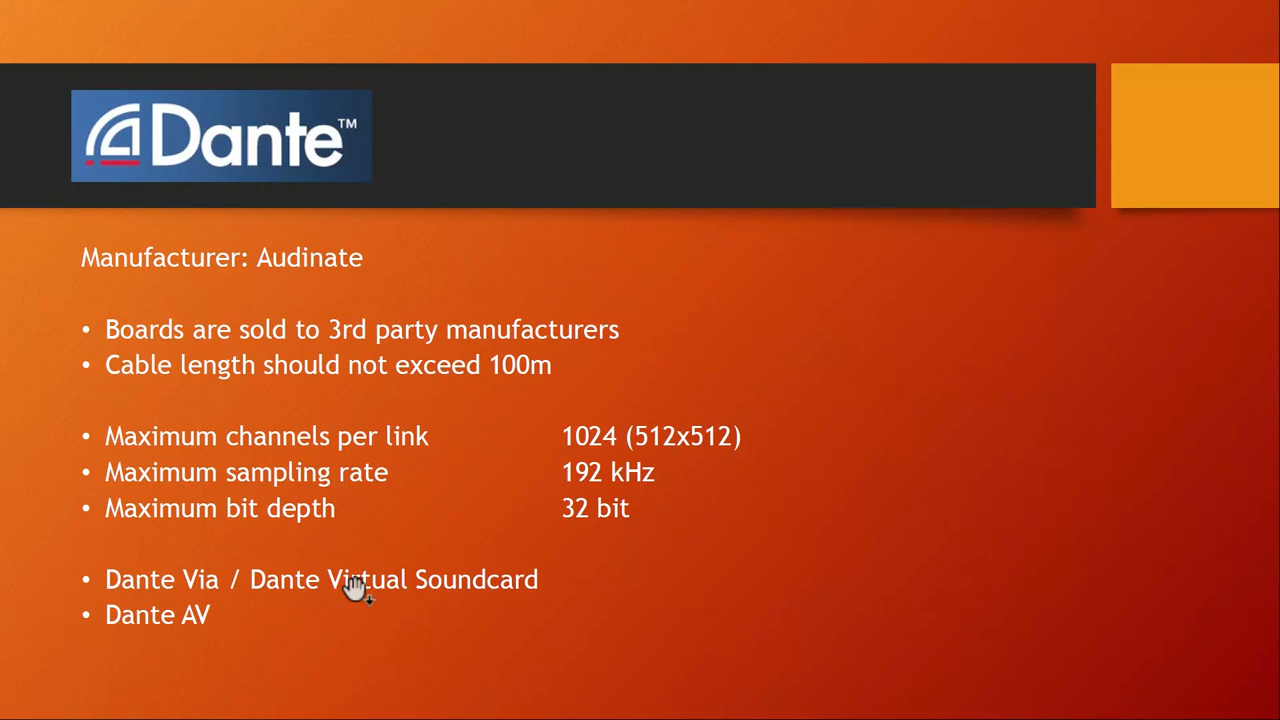 Dante™
Manufacturer: Audinate
• Boards are sold to 3rd party manufacturers
• Cable length should not exceed 100m
• Maximum channels per link 1024 (512x512)
• Maximum sampling rate 192 kHz
• Maximum bit depth 32 bit
• Dante Via / Dante Virtual Soundcard
• Dante AV